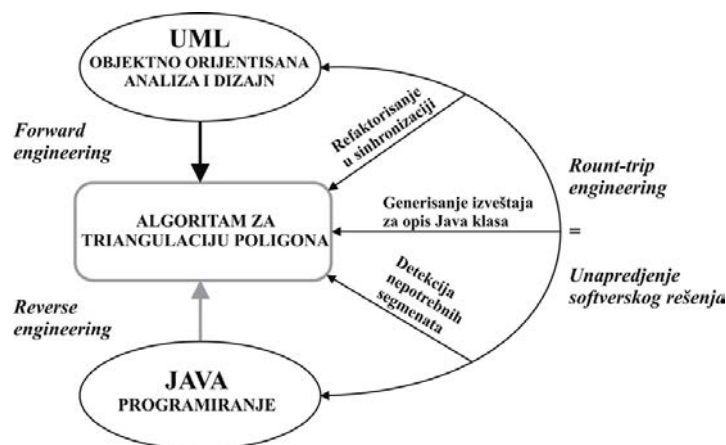 UML
OBJEKTNO ORIJENTISANA
ANALIZA I DIZAJN
Forward
engineering
Refaktorisanje
u sinhronizaciji
Rount-trip
engineering
ALGORITAM ZA
TRIANGULACIJU POLIGONA
Generisanje izveštaja
za opis Java klasa
=
Unapredjenje
softverskog rešenja
Detekcija
nepotrebnih
segmenata
Reverse
engineering
JAVA
PROGRAMIRANJE